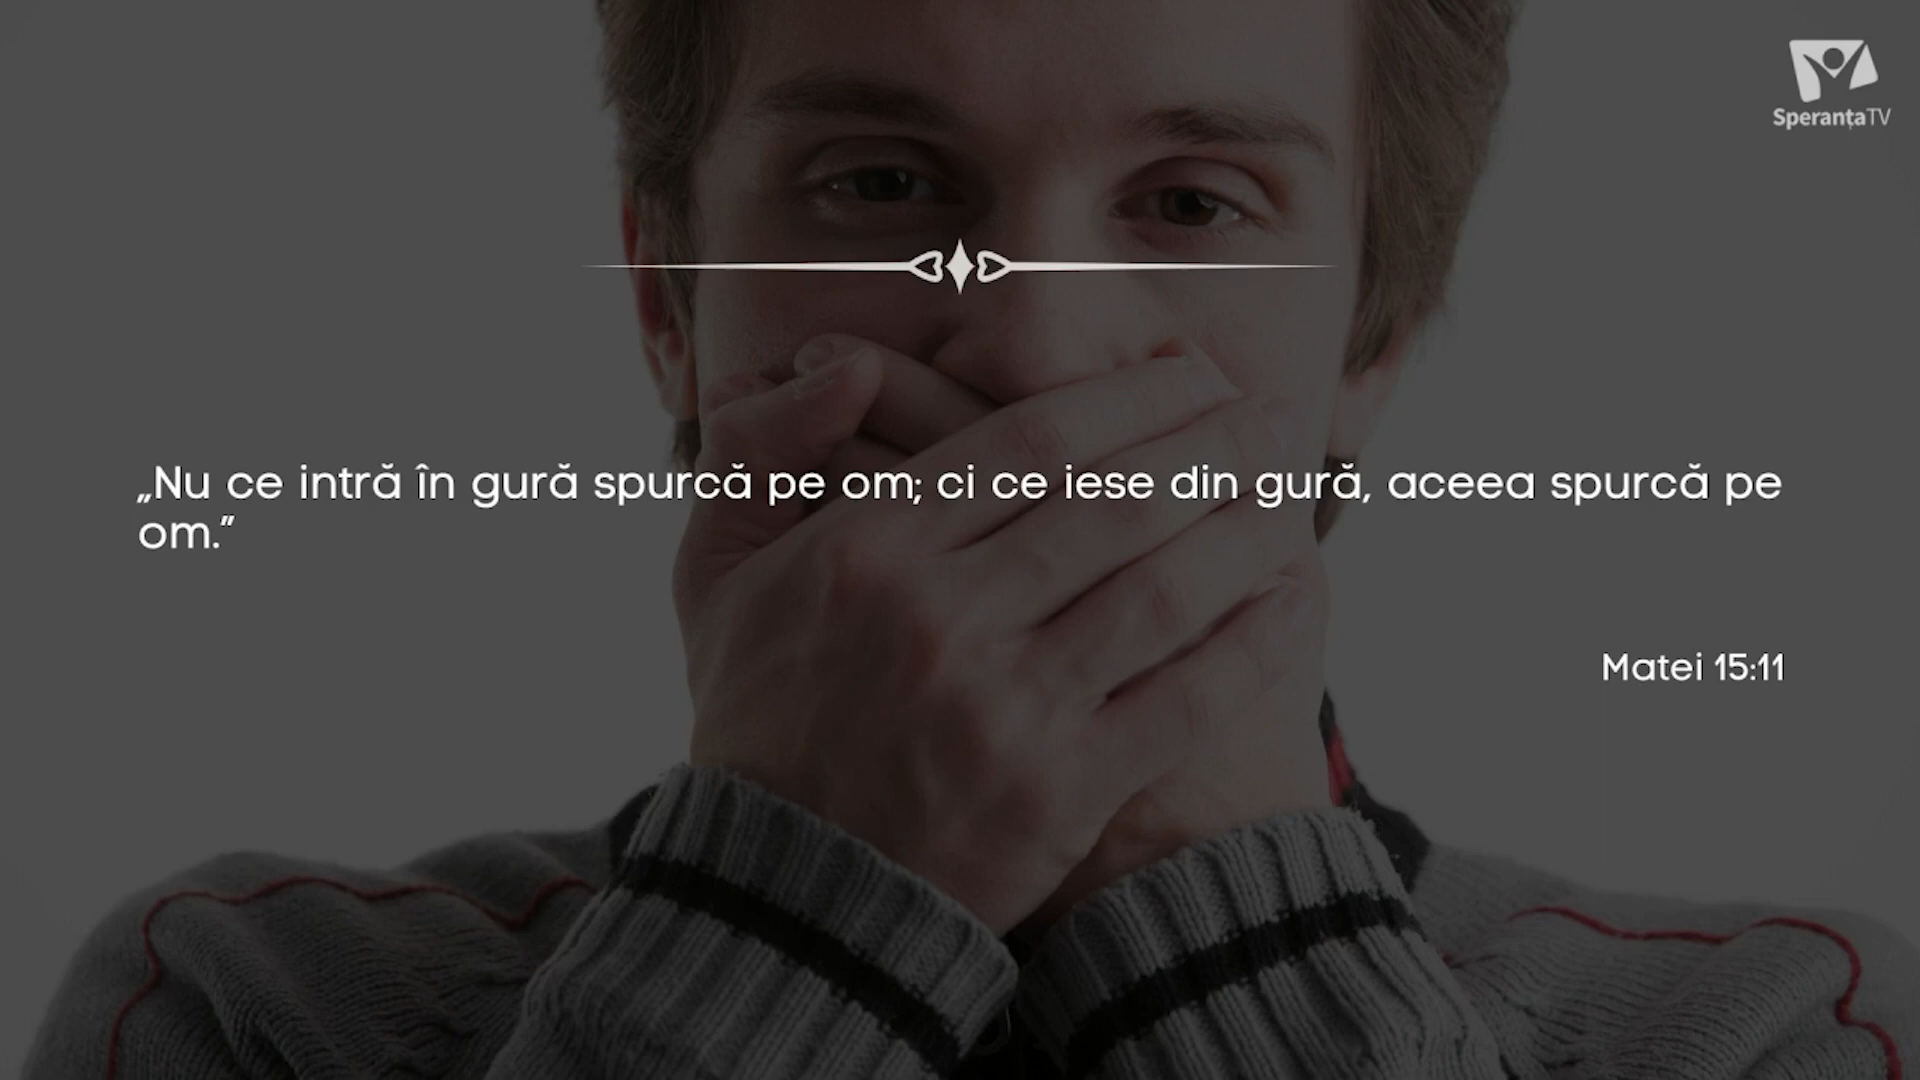 SperanțaTV
„Nu ce intră în gură spurcă pe om; ci ce iese din gură, aceea spurcă pe
om.”
Matei 15:11